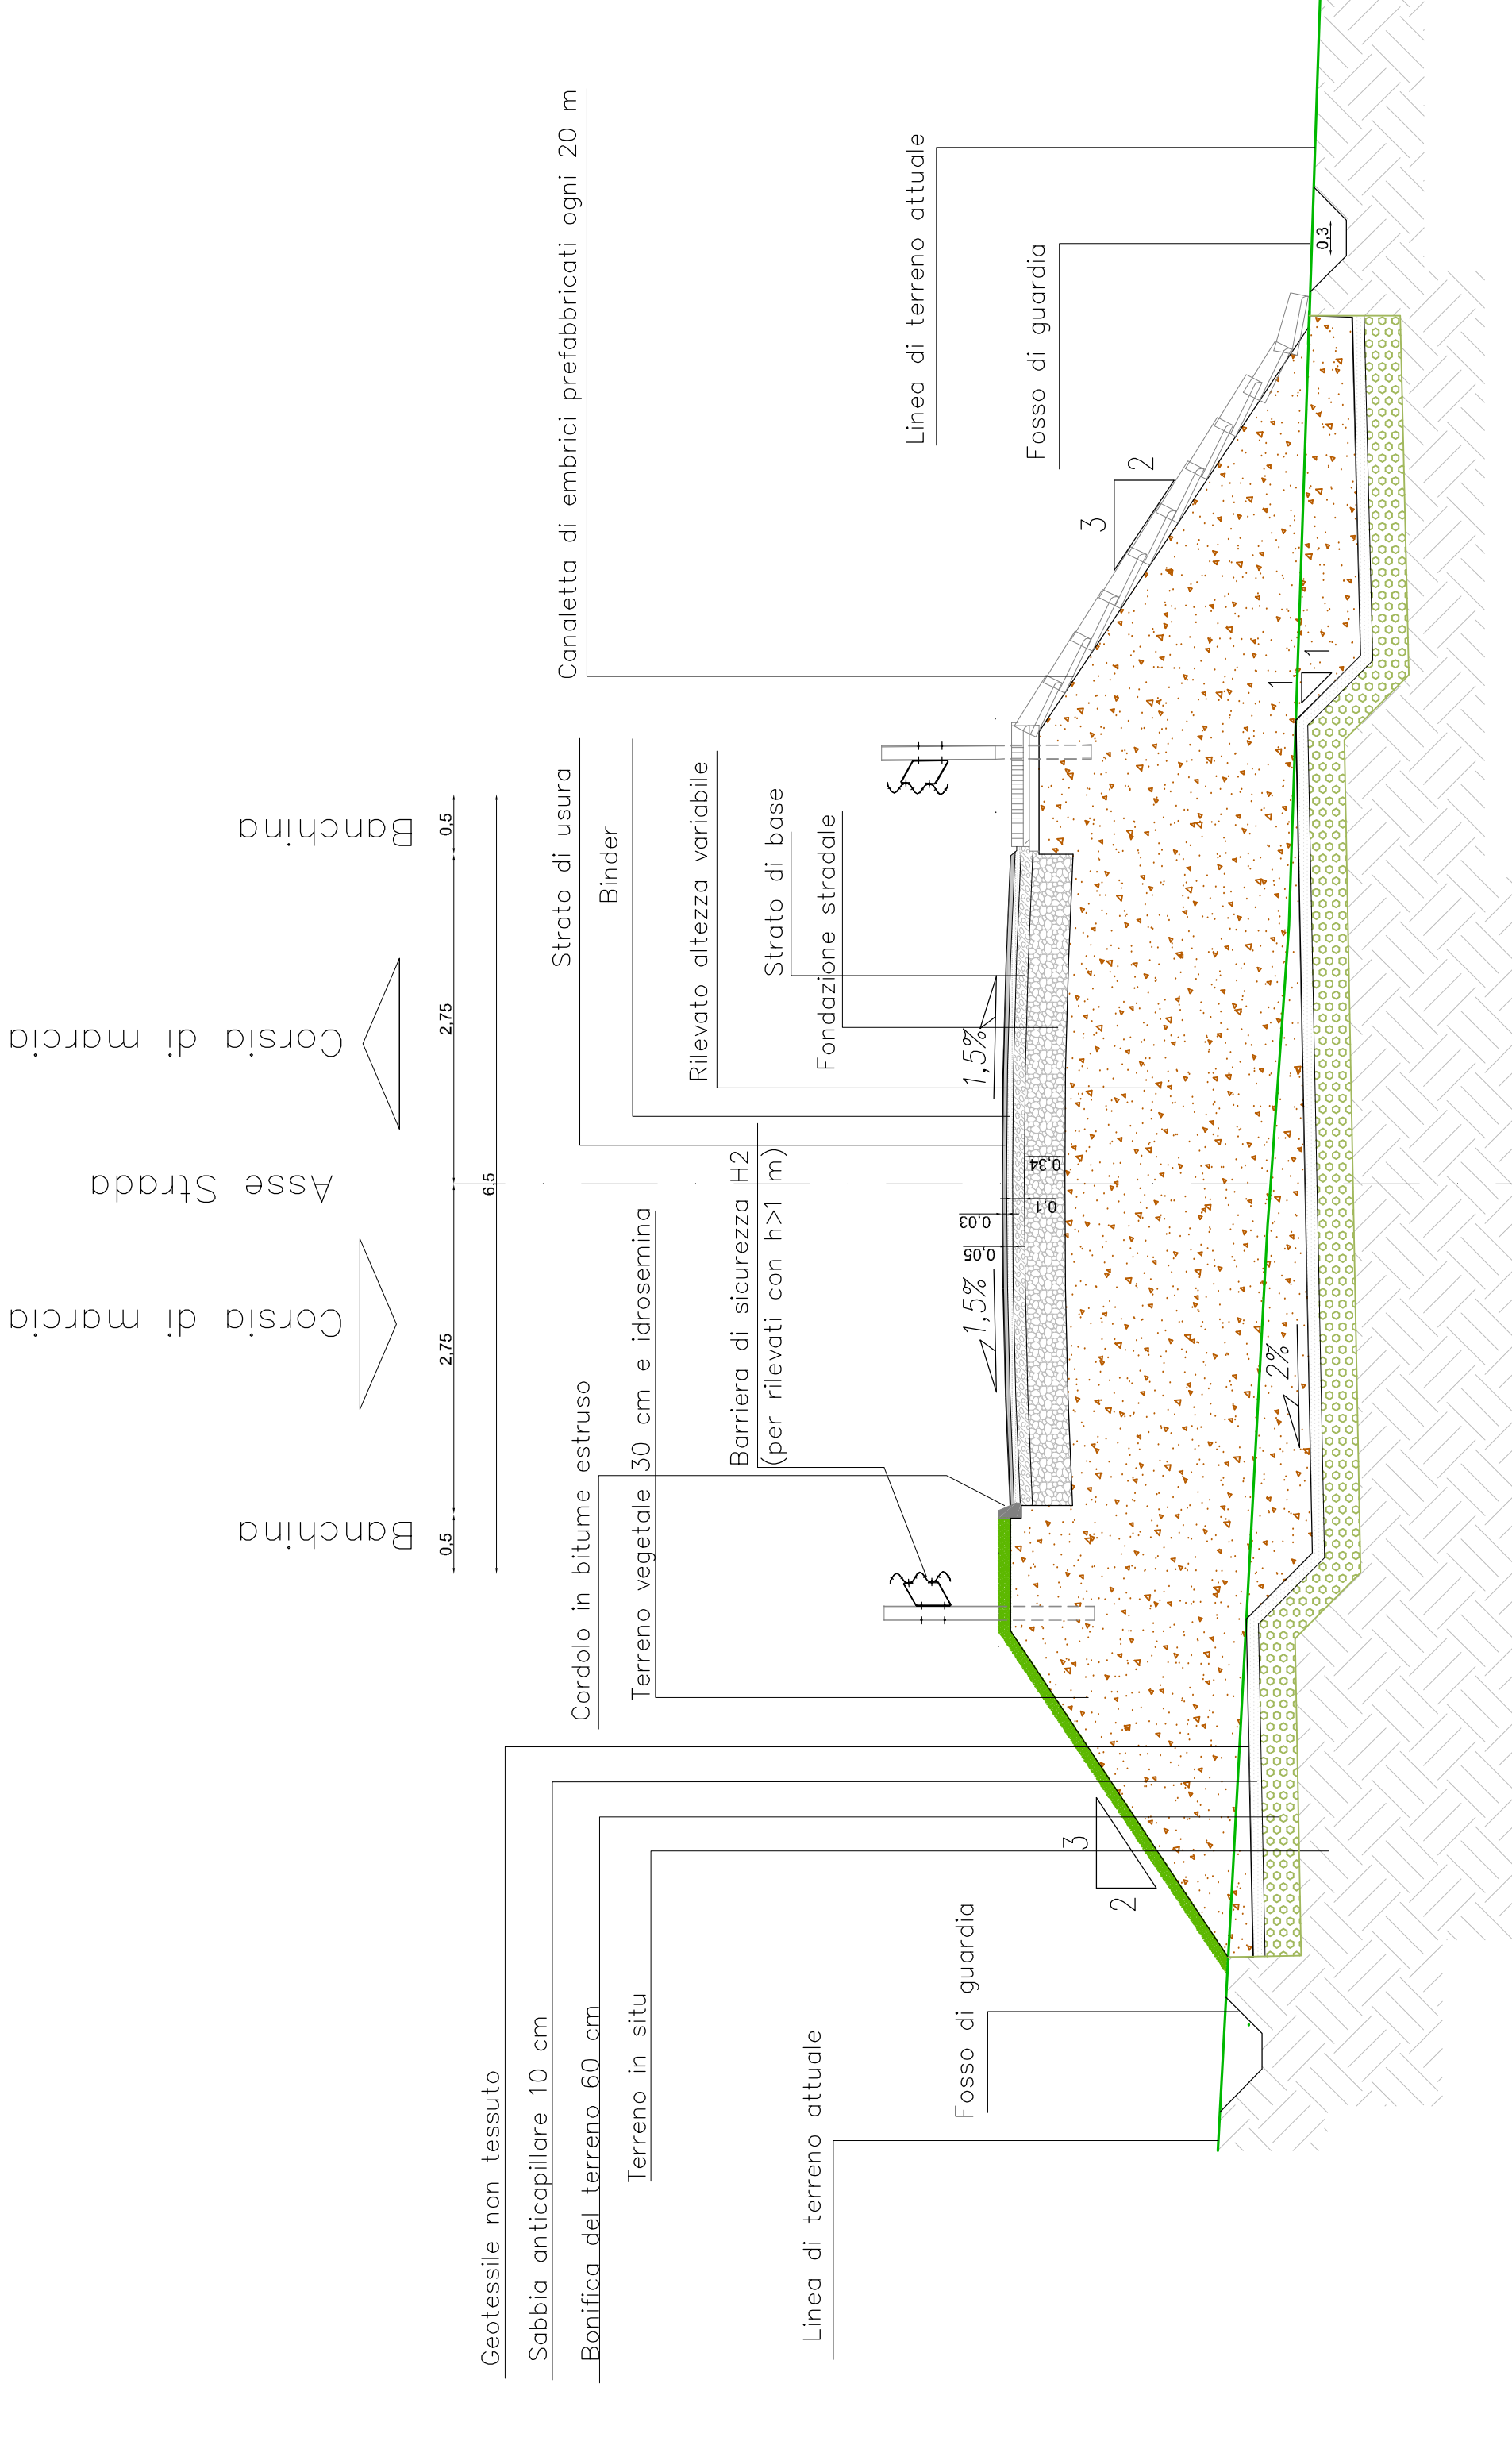 Banchina
Corsia di marcia
Asse Strada
Corsia di marcia
Banchina
0,5
2,75
2,75
0,5
6,5
Geotessile non tessuto
Sabbia anticapillare 10 cm
Bonifica del terreno 60 cm
Terreno in situ
Cordolo in bitume estruso
Terreno vegetale 30 cm e idrosemina
Barriera di sicurezza H2
(per rilevati con h>1 m)
Strato di usura
Binder
Rilevato altezza variabile
Strato di base
Fondazione stradale
Canaletta di embrici prefabbricati ogni 20 m
Linea di terreno attuale
Fosso di guardia
Linea di terreno attuale
Fosso di guardia
1,5%
1,5%
0,05
0,03
0,1
0,34
3
2
3
2
2%
1
1
0,3